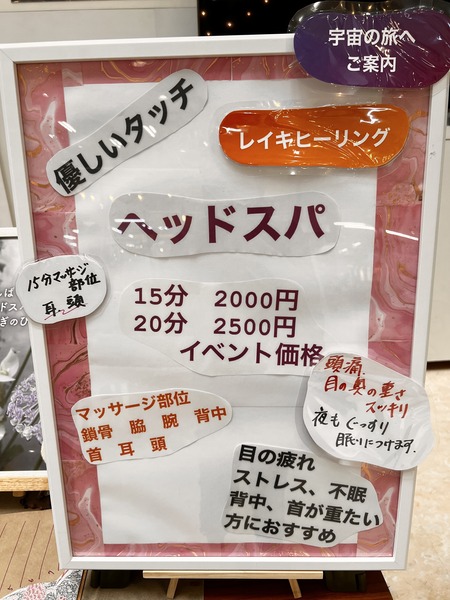 宇宙の旅へ
ご案内
優しいタッチ
レイキヒーリング
ヘッドスパ
15分マッサージ
部位
耳 頭
15分 2000円
20分 2500円
イベント価格
頭痛
目の奥の重さ
スッキリ
夜もぐっすり
眠りにつけます。
マッサージ部位
鎖骨 脇 腕 背中
首 耳 頭
目の疲れ
ストレス、不眠
背中、首が重たい
方におすすめ